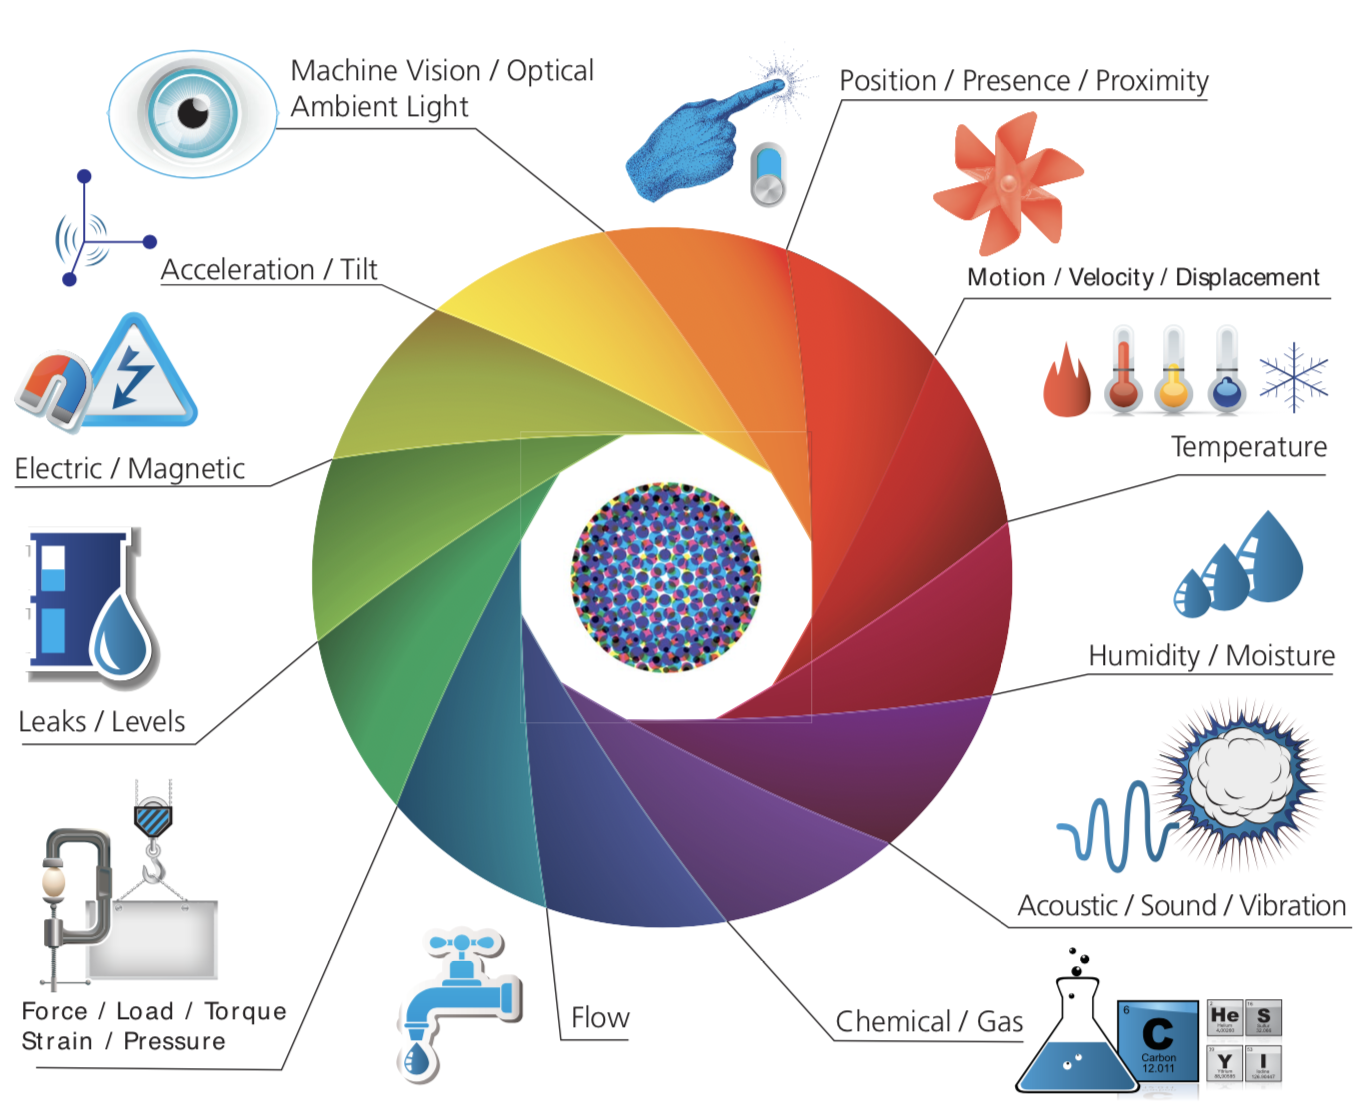 Machine Vision / Optical
Ambient Light
Position / Presence / Proximity
Acceleration / Tilt
Motion / Velocity / Displacement
Temperature
Electric / Magnetic
Humidity / Moisture
Leaks / Levels
Acoustic / Sound / Vibration
Force / Load / Torque
Strain / Pressure
Flow
Chemical / Gas
6
C
Carbon
12.011
He
S
Y
I